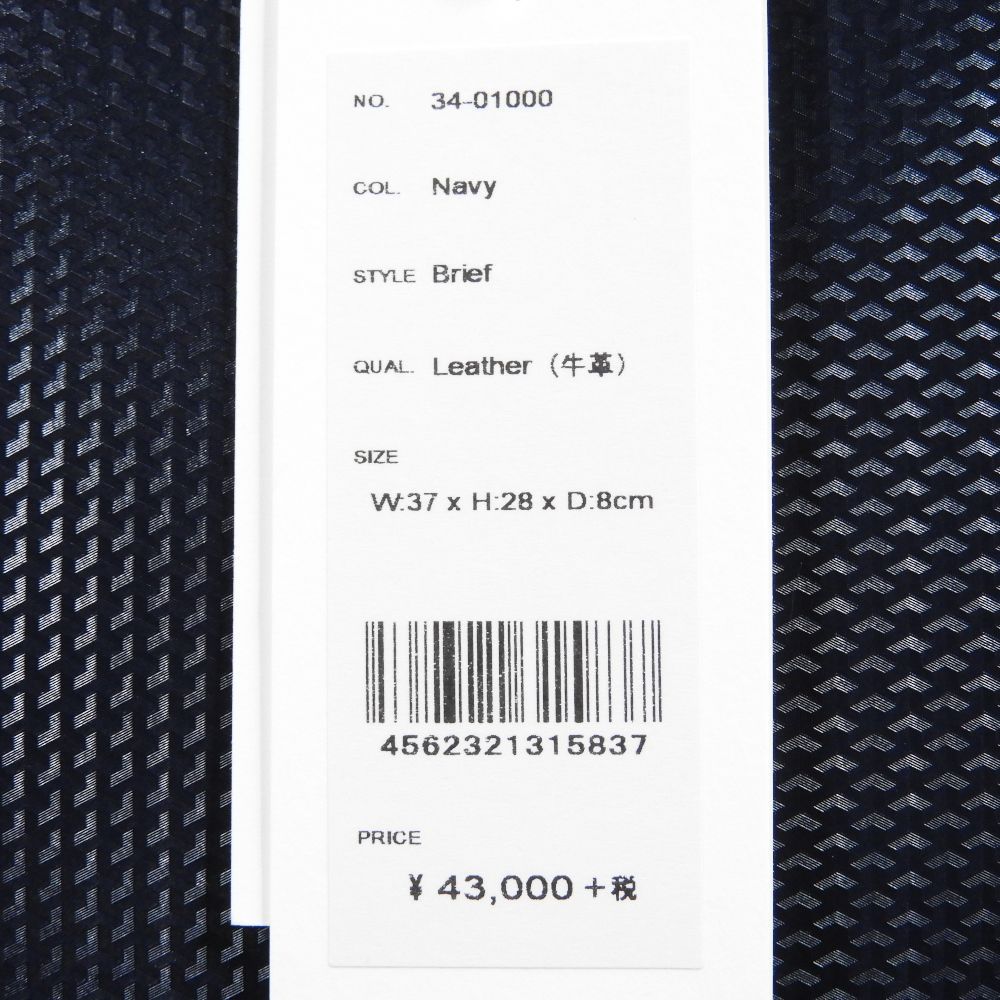 NO. 34-01000
COL. Navy
STYLE Brief
QUAL. Leather（牛革）
SIZE
W:37 x H:28 x D:8cm
4562321315837
PRICE
¥ 43,000 +税